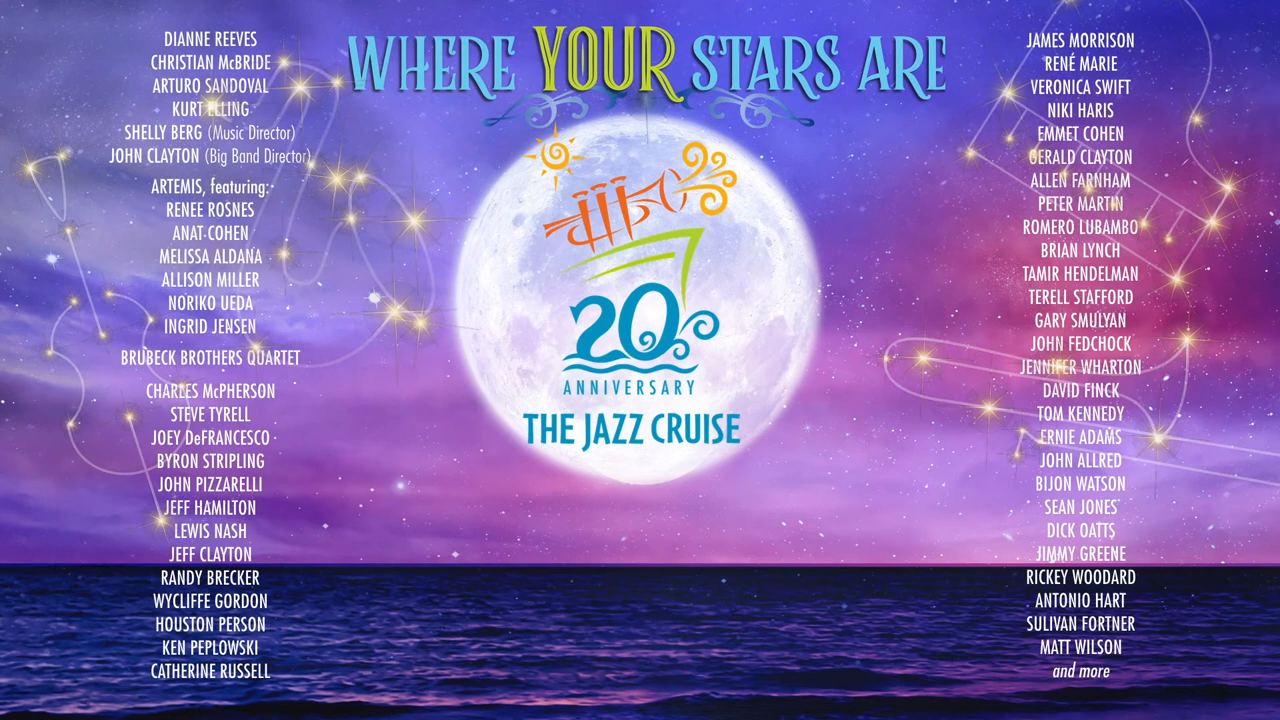 WHERE YOUR STARS ARE
DIANNE REEVES
CHRISTIAN McBRIDE
ARTURO SANDOVAL
KURT ELLING
SHELLY BERG (Music Director)
JOHN CLAYTON (Big Band Director)
ARTEMIS, featuring:
RENEE ROSNES
ANAT COHEN
MELISSA ALDANA
ALLISON MILLER
NORIKO UEDA
INGRID JENSEN
BRUBECK BROTHERS QUARTET
CHARLES McPHERSON
STEVE TYRELL
JOEY DeFRANCESCO
BYRON STRIPLING
JOHN PIZZARELLI
JEFF HAMILTON
LEWIS NASH
JEFF CLAYTON
RANDY BRECKER
WYCLIFFE GORDON
HOUSTON PERSON
KEN PEPLOWSKI
CATHERINE RUSSELL
20
ANNIVERSARY
THE JAZZ CRUISE
JAMES MORRISON
RENÉ MARIE
VERONICA SWIFT
NIKI HARIS
EMMET COHEN
GERALD CLAYTON
ALLEN FARNHAM
PETER MARTIN
ROMERO LUBAMBO
BRIAN LYNCH
TAMIR HENDELMAN
TERELL STAFFORD
GARY SMULYAN
JOHN FEDCHOCK
JENNIFER WHARTON
DAVID FINCK
TOM KENNEDY
ERNIE ADAMS
JOHN ALLRED
BIJON WATSON
SEAN JONES
DICK OATTS
JIMMY GREENE
RICKEY WOODARD
ANTONIO HART
SULIVAN FORTNER
MATT WILSON
and more